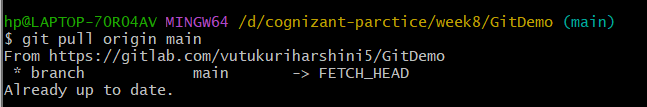 hp@LAPTOP-7ORO4AV MINGW64 /d/cognizant-parctice/week8/GitDemo (main)
$ git pull origin main
From https://gitlab.com/vutukuriharshini5/GitDemo
 * branch            main       -> FETCH_HEAD
Already up to date.